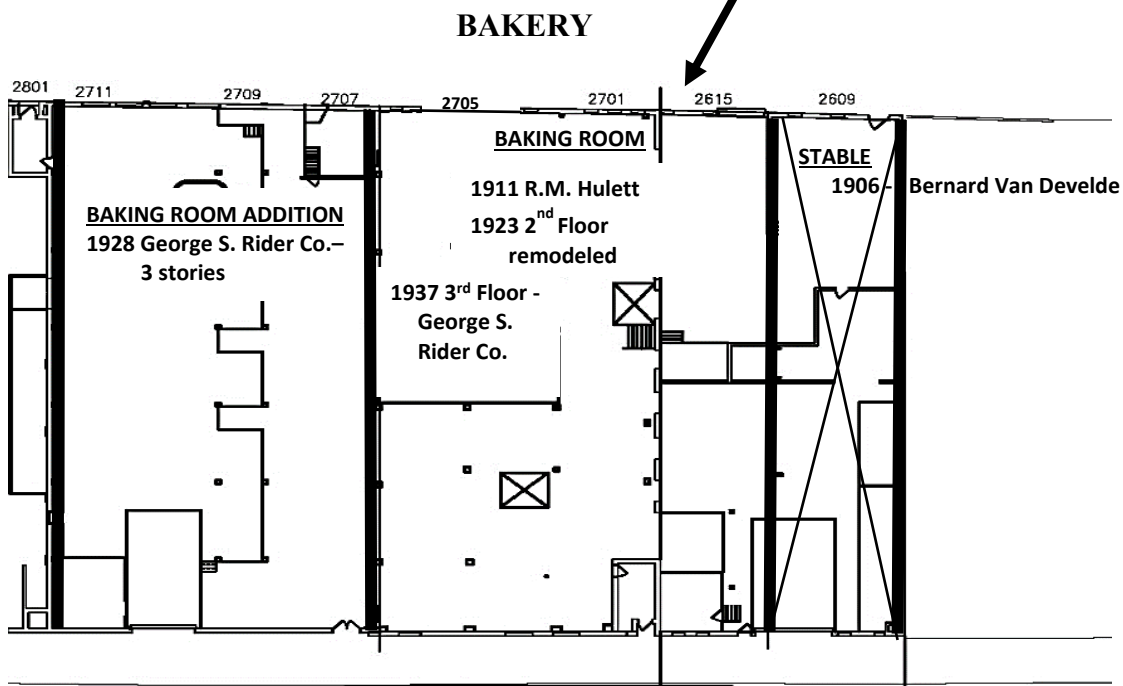 BAKERY
2801 2711 2709 2707 2705 2701 2615 2609
BAKING ROOM
STABLE
1911 R.M. Hulett
1906 - Bernard Van Develde
BAKING ROOM ADDITION
1923 2nd Floor
remodeled
1928 George S. Rider Co.–
3 stories
1937 3rd Floor -
George S.
Rider Co.